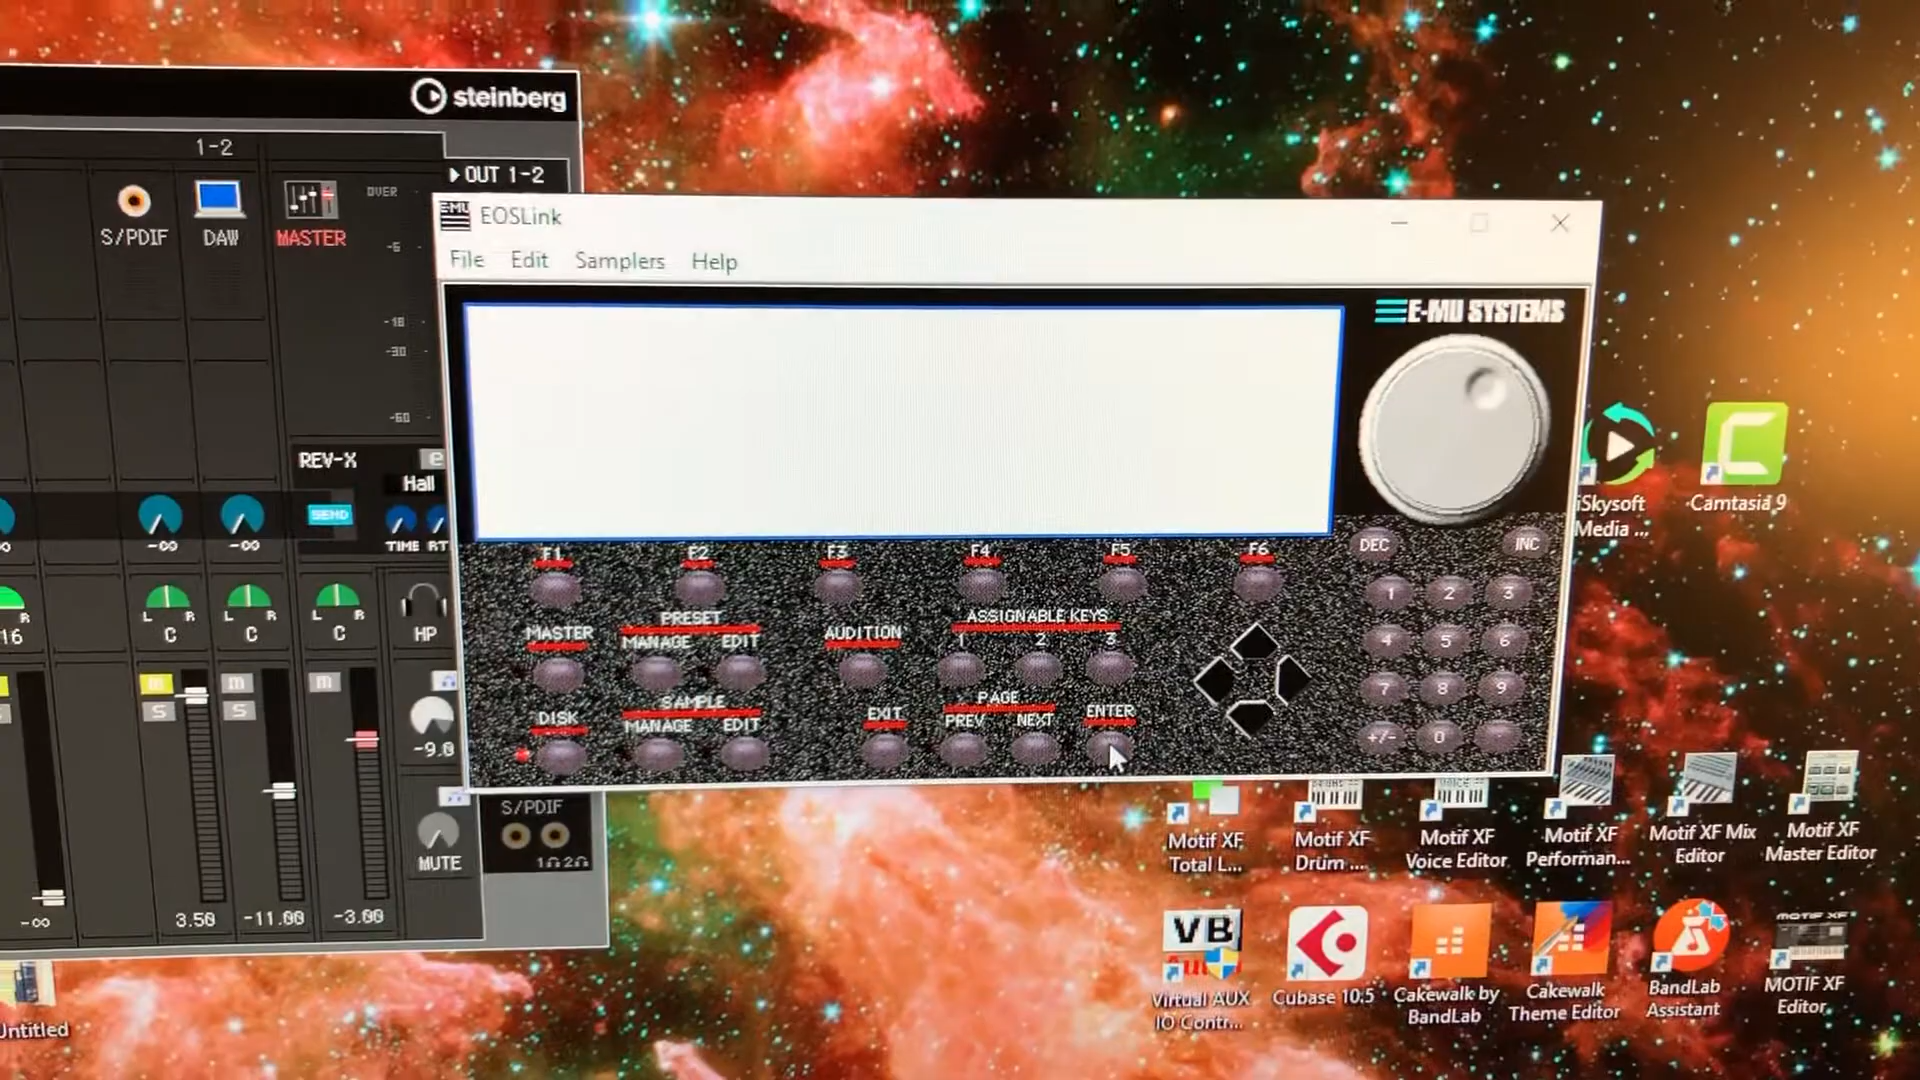 steinberg
1-2
OUT 1-2
S/PDIF
DAW
MASTER
OVER
-6
-18
-30
-60
REV-X
e
Hall
SEND
TIME
RT
-∞
-∞
L R
C
L R
C
L R
C
16
HP
m
S
m
S
m
-9.0
MUTE
-∞
3.50
-11.00
-3.00
S/PDIF
Untitled
E-MU
EOSLink
File
Edit
Samplers
Help
E-MU SYSTEMS
F1
F2
F3
F4
F5
F6
DEC
INC
MASTER
PRESET
MANAGE
EDIT
AUDITION
ASSIGNABLE KEYS
1
2
3
DISK
SAMPLE
MANAGE
EDIT
EXIT
PAGE
PREV
NEXT
ENTER
1
2
3
4
5
6
7
8
9
+/-
0
iSkysoft
Media ...
Camtasia 9
Motif XF
Total L...
Motif XF
Drum ...
Motif XF
Voice Editor
Motif XF
Performan...
Motif XF Mix
Editor
Motif XF
Master Editor
VB
Virtual AUX
IO Contr...
Cubase 10.5
Cakewalk by
BandLab
Cakewalk
Theme Editor
BandLab
Assistant
MOTIF XF
MOTIF XF
Editor